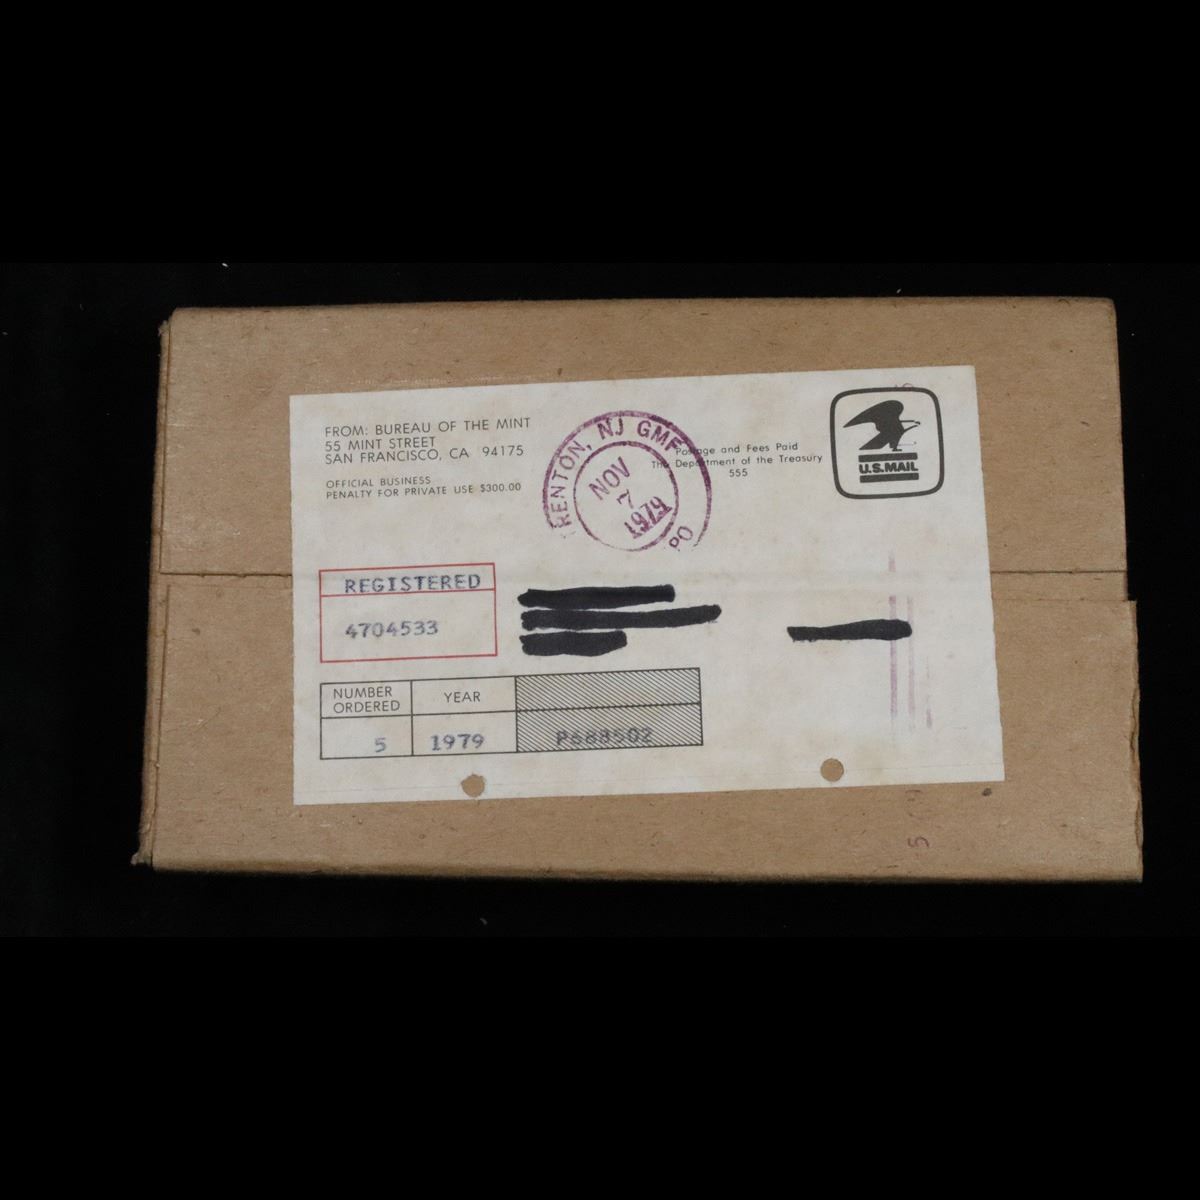 FROM: BUREAU OF THE MINT
55 MINT STREET
SAN FRANCISCO, CA 94175
OFFICIAL BUSINESS
PENALTY FOR PRIVATE USE $300.00
RENTON, NJ GMF
NOV
7
1979
PO
Postage and Fees Paid
The Department of the Treasury
555
U.S.MAIL
REGISTERED
4704533
NUMBER
ORDERED
YEAR
5
1979
S